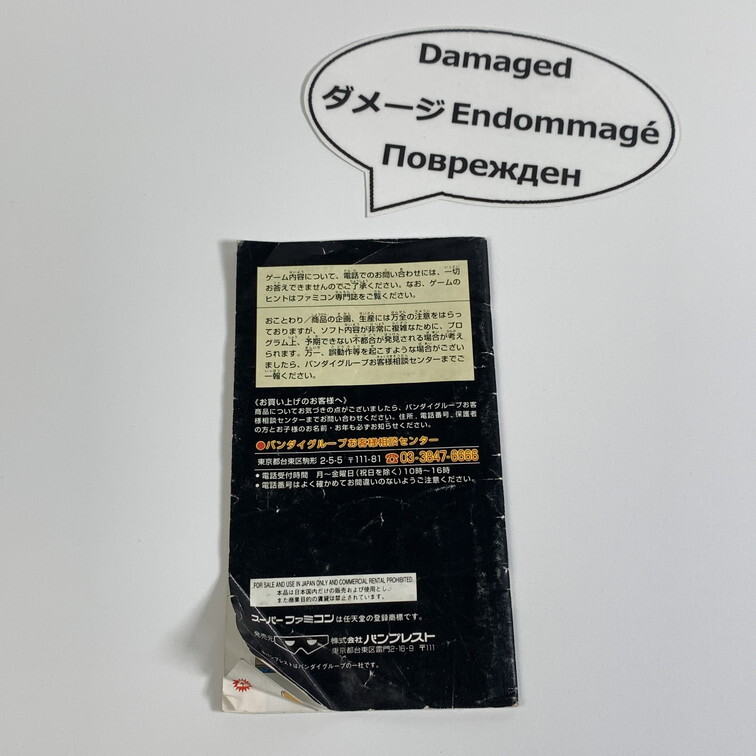 Damaged
ダメージ Endommagé
Поврежден
ゲーム内容について、電話でのお問い合わせには、一切
お答えできませんのでご了承ください。なお、ゲームの
ヒントはファミコン専門誌をご覧ください。
おことわり／商品の企画、生産には万全の注意をはらっ
ておりますが、ソフト内容が非常に複雑なために、プロ
グラム上、予期できない不都合が発見される場合が考え
られます。万一、誤動作等を起こすような場合がござい
ましたら、バンダイグループお客様相談センターまでご
一報ください。
《お買い上げのお客様へ》
商品についてお気づきの点がございましたら、バンダイグループお客
様相談センターまでお問い合わせください。住所、電話番号、保護者
の方とお子様のお名前・お年も必ずお知らせください。
●バンダイグループお客様相談センター
東京都台東区駒形 2-5-5 〒111-81 ☎03-3847-6666
● 電話受付時間 月〜金曜日(祝日を除く)10時〜16時
● 電話番号はよく確かめてお間違いのないようご注意ください。
FOR SALE AND USE IN JAPAN ONLY AND COMMERCIAL RENTAL PROHIBITED.
本品は日本国内だけの販売および使用とし、
また商業目的の賃貸は禁止されています。
スーパーファミコンは任天堂の登録商標です。
発売元 株式会社バンプレスト
東京都台東区雷門2-16-9 〒111
バンプレストはバンダイグループの一社です。